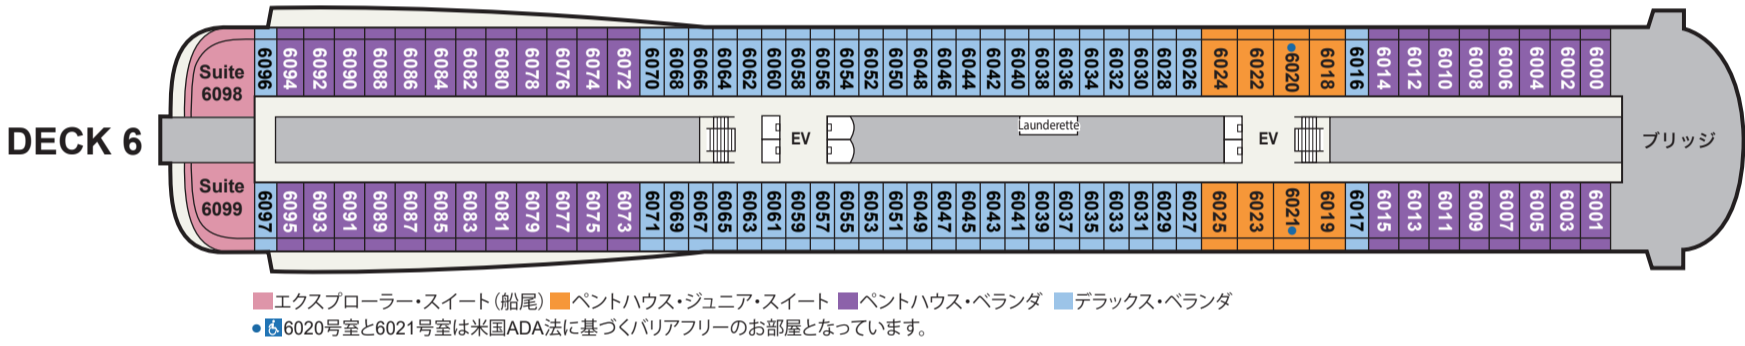 DECK 6
Suite 6098
6096 6094 6092 6090 6088 6086 6084 6082 6080 6078 6076 6074 6072 6070 6068 6066 6064 6062 6060 6058 6056 6054 6052 6050 6048 6046 6044 6042 6040 6038 6036 6034 6032 6030 6028 6026 6024 6022 6020 6018 6016 6014 6012 6010 6008 6006 6004 6002 6000
EV
Launderette
EV
ブリッジ
Suite 6099
6097 6095 6093 6091 6089 6087 6085 6083 6081 6079 6077 6075 6073 6071 6069 6067 6065 6063 6061 6059 6057 6055 6053 6051 6049 6047 6045 6043 6041 6039 6037 6035 6033 6031 6029 6027 6025 6023 6021 6019 6017 6015 6013 6011 6009 6007 6005 6003 6001
エクスプローラー・スイート（船尾） ペントハウス・ジュニア・スイート ペントハウス・ベランダ デラックス・ベランダ
● 6020号室と6021号室は米国ADA法に基づくバリアフリーのお部屋となっています。